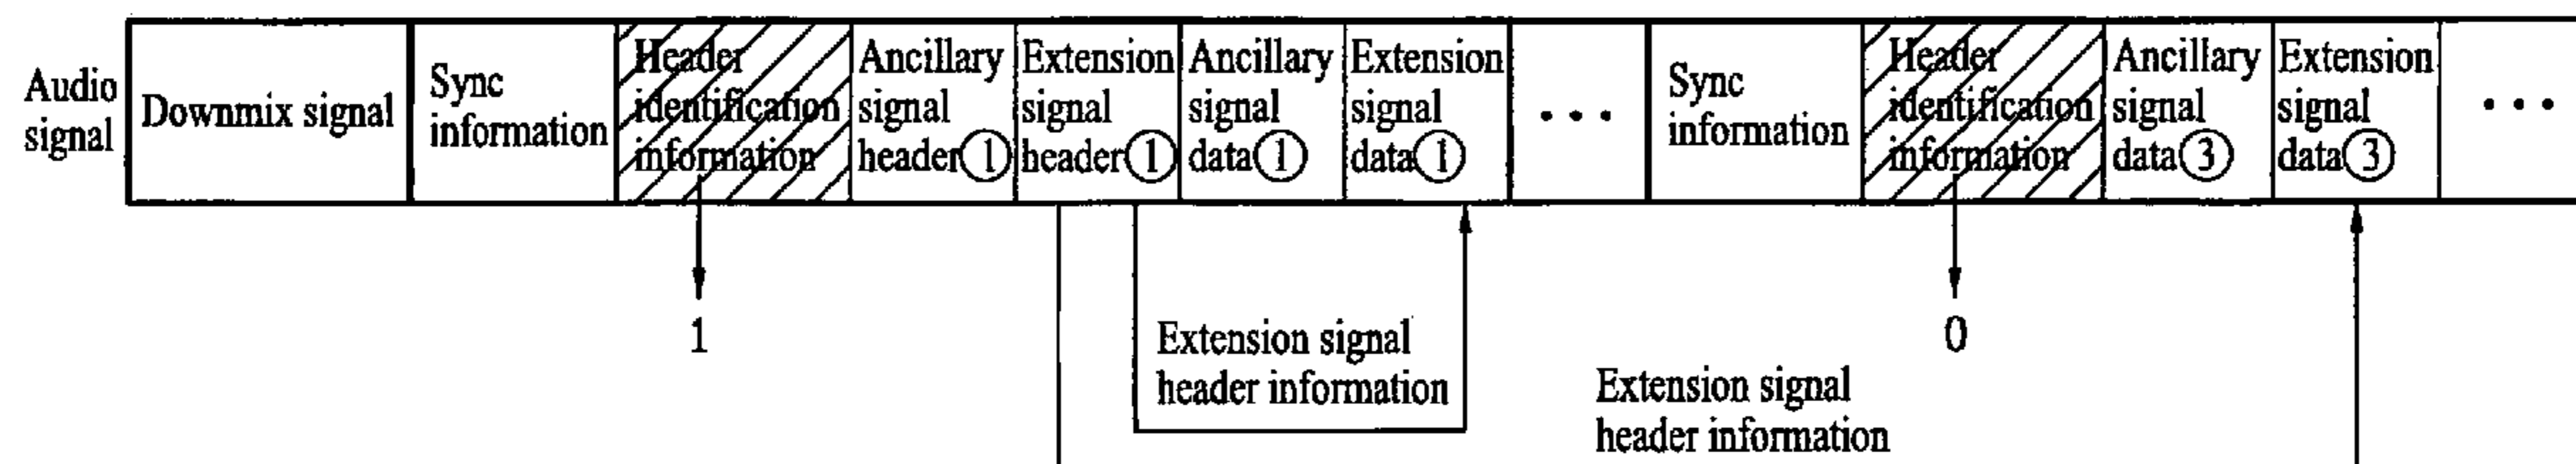 Audio
signal
Downmix signal
Sync
information
Header
identification
information
Ancillary
signal
header①
Extension
signal
header①
Ancillary
signal
data①
Extension
signal
data①
• • •
Sync
information
Header
identification
information
Ancillary
signal
data③
Extension
signal
data③
• • •
1
0
Extension signal
header information
Extension signal
header information